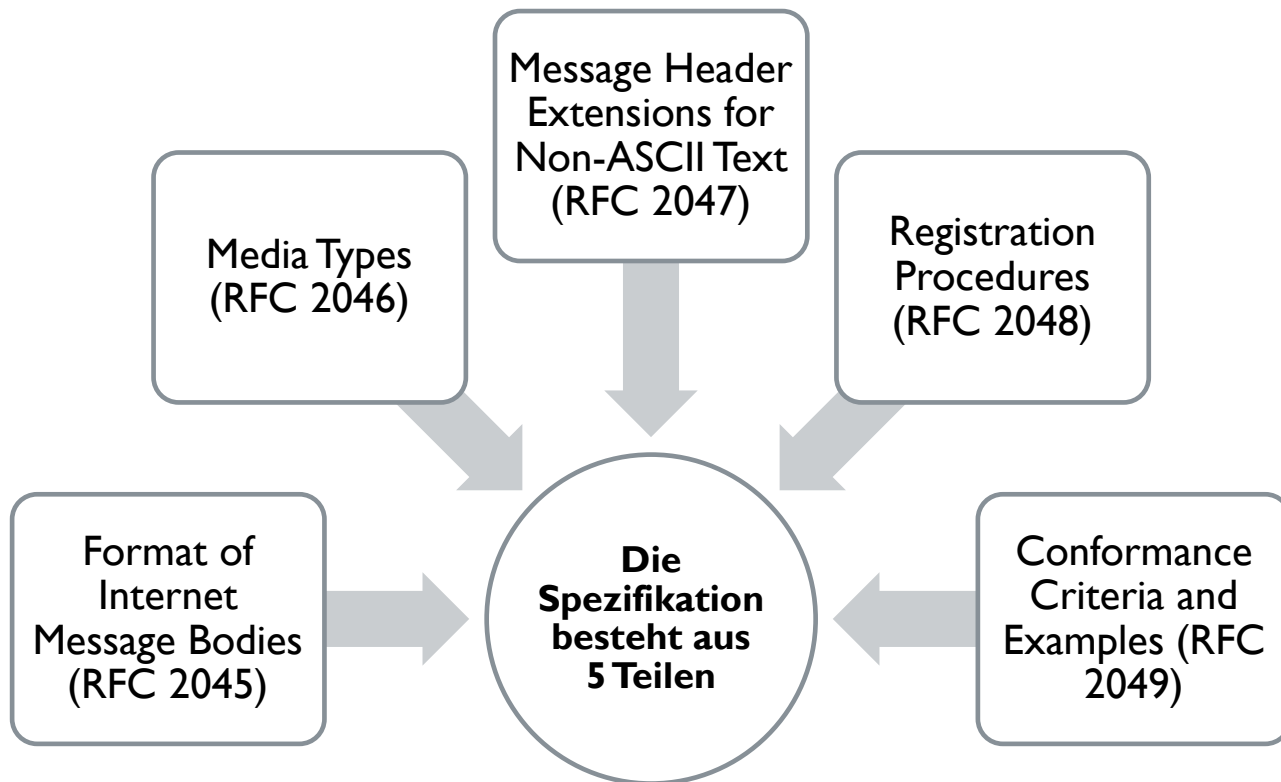 Message Header
Extensions for
Non-ASCII Text
(RFC 2047)
Media Types
(RFC 2046)
Registration
Procedures
(RFC 2048)
Format of
Internet
Message Bodies
(RFC 2045)
Die
Spezifikation
besteht aus
5 Teilen
Conformance
Criteria and
Examples (RFC
2049)